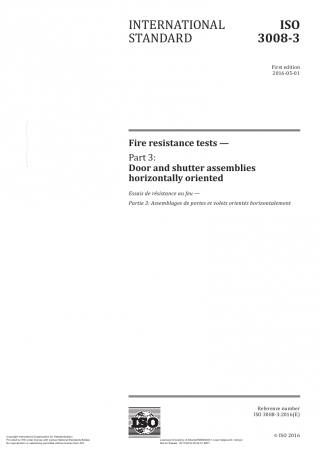 INTERNATIONAL
STANDARD
ISO
3008-3
First edition
2016-05-01
Fire resistance tests —
Part 3:
Door and shutter assemblies
horizontally oriented
Essais de résistance au feu —
Partie 3: Assemblages de portes et volets orientés horizontalement
ISO
Reference number
ISO 3008-3:2016(E)
© ISO 2016